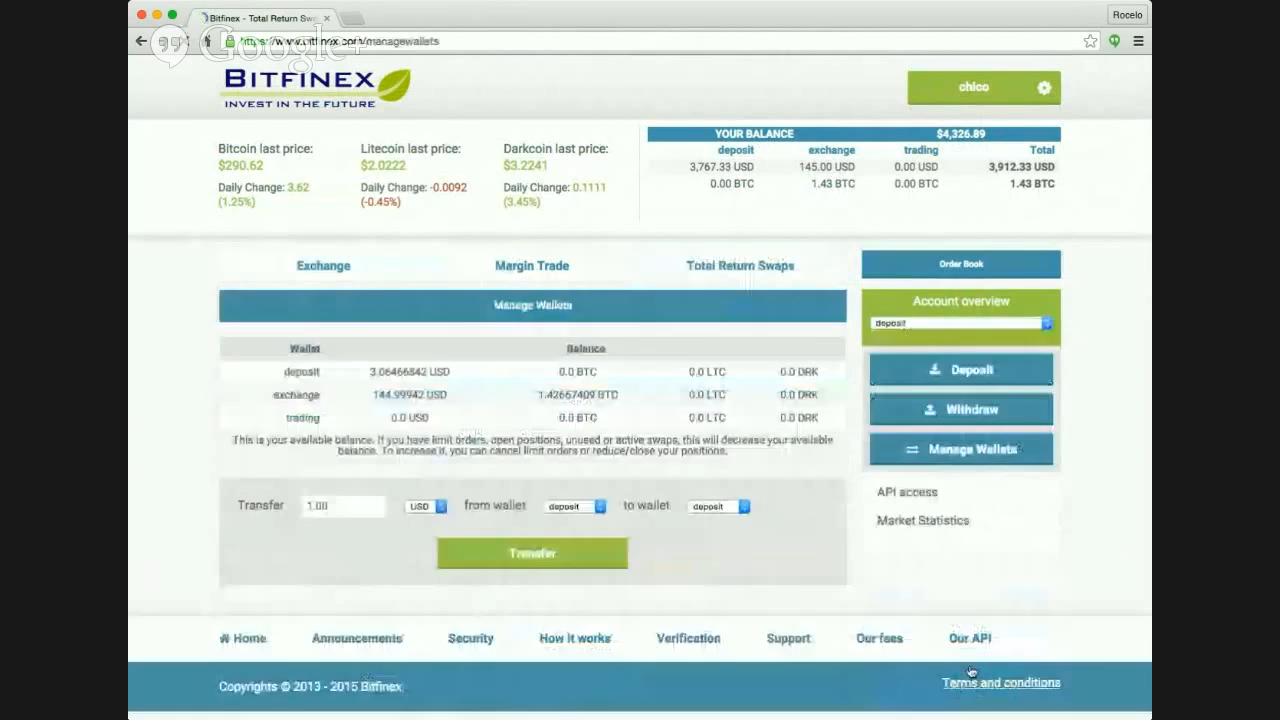 Bitfinex - Total Return Sw
Rocelo
https://www.bitfinex.com/managewallets
Google+
BITFINEX
INVEST IN THE FUTURE
chico
Bitcoin last price:
$290.62
Daily Change: 3.62
(1.25%)
Litecoin last price:
$2.0222
Daily Change: -0.0092
(-0.45%)
Darkcoin last price:
$3.2241
Daily Change: 0.1111
(3.45%)
YOUR BALANCE $4,326.89
deposit exchange trading Total
3,767.33 USD 145.00 USD 0.00 USD 3,912.33 USD
0.00 BTC 1.43 BTC 0.00 BTC 1.43 BTC
Exchange Margin Trade Total Return Swaps
Order Book
Manage Wallets
Account overview
deposit
Deposit
Withdraw
Manage Wallets
API access
Market Statistics
Wallet Balance
deposit 3.06466842 USD 0.0 BTC 0.0 LTC 0.0 DRK
exchange 144.99942 USD 1.42667409 BTC 0.0 LTC 0.0 DRK
trading 0.0 USD 0.0 BTC 0.0 LTC 0.0 DRK
This is your available balance. If you have limit orders, open positions, unused or active swaps, this will decrease your available
balance. To increase it, you can cancel limit orders or reduce/close your positions.
Transfer 1.00 USD from wallet deposit to wallet deposit
Transfer
Home Announcements Security How it works Verification Support Our fees Our API
Copyrights © 2013 - 2015 Bitfinex
Terms and conditions